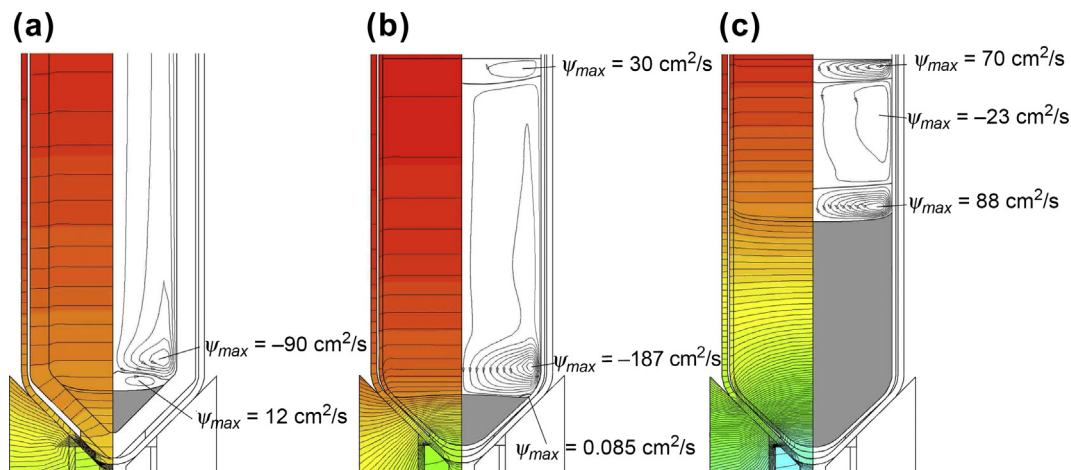 (a)
(b)
(c)
ψmax = 30 cm²/s
ψmax = 70 cm²/s
ψmax = –23 cm²/s
ψmax = 88 cm²/s
ψmax = –90 cm²/s
ψmax = –187 cm²/s
ψmax = 12 cm²/s
ψmax = 0.085 cm²/s